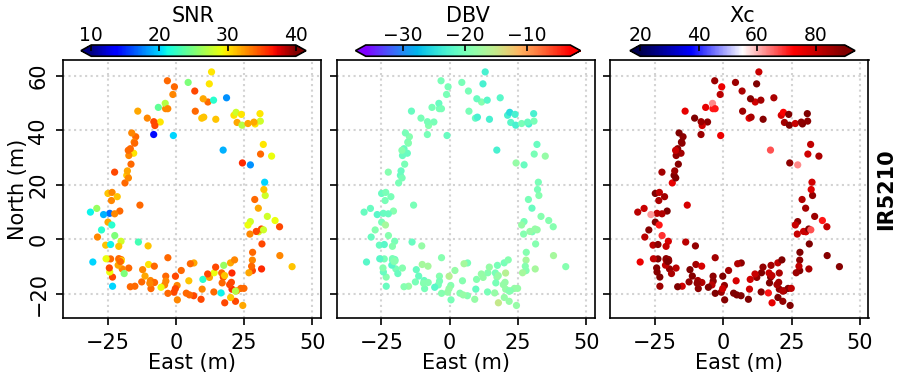 SNR DBV Xc
10 20 30 40 −30 −20 −10 20 40 60 80
60
40
20
0
−20
North (m)
IR5210
−25 0 25 50 −25 0 25 50 −25 0 25 50
East (m) East (m) East (m)